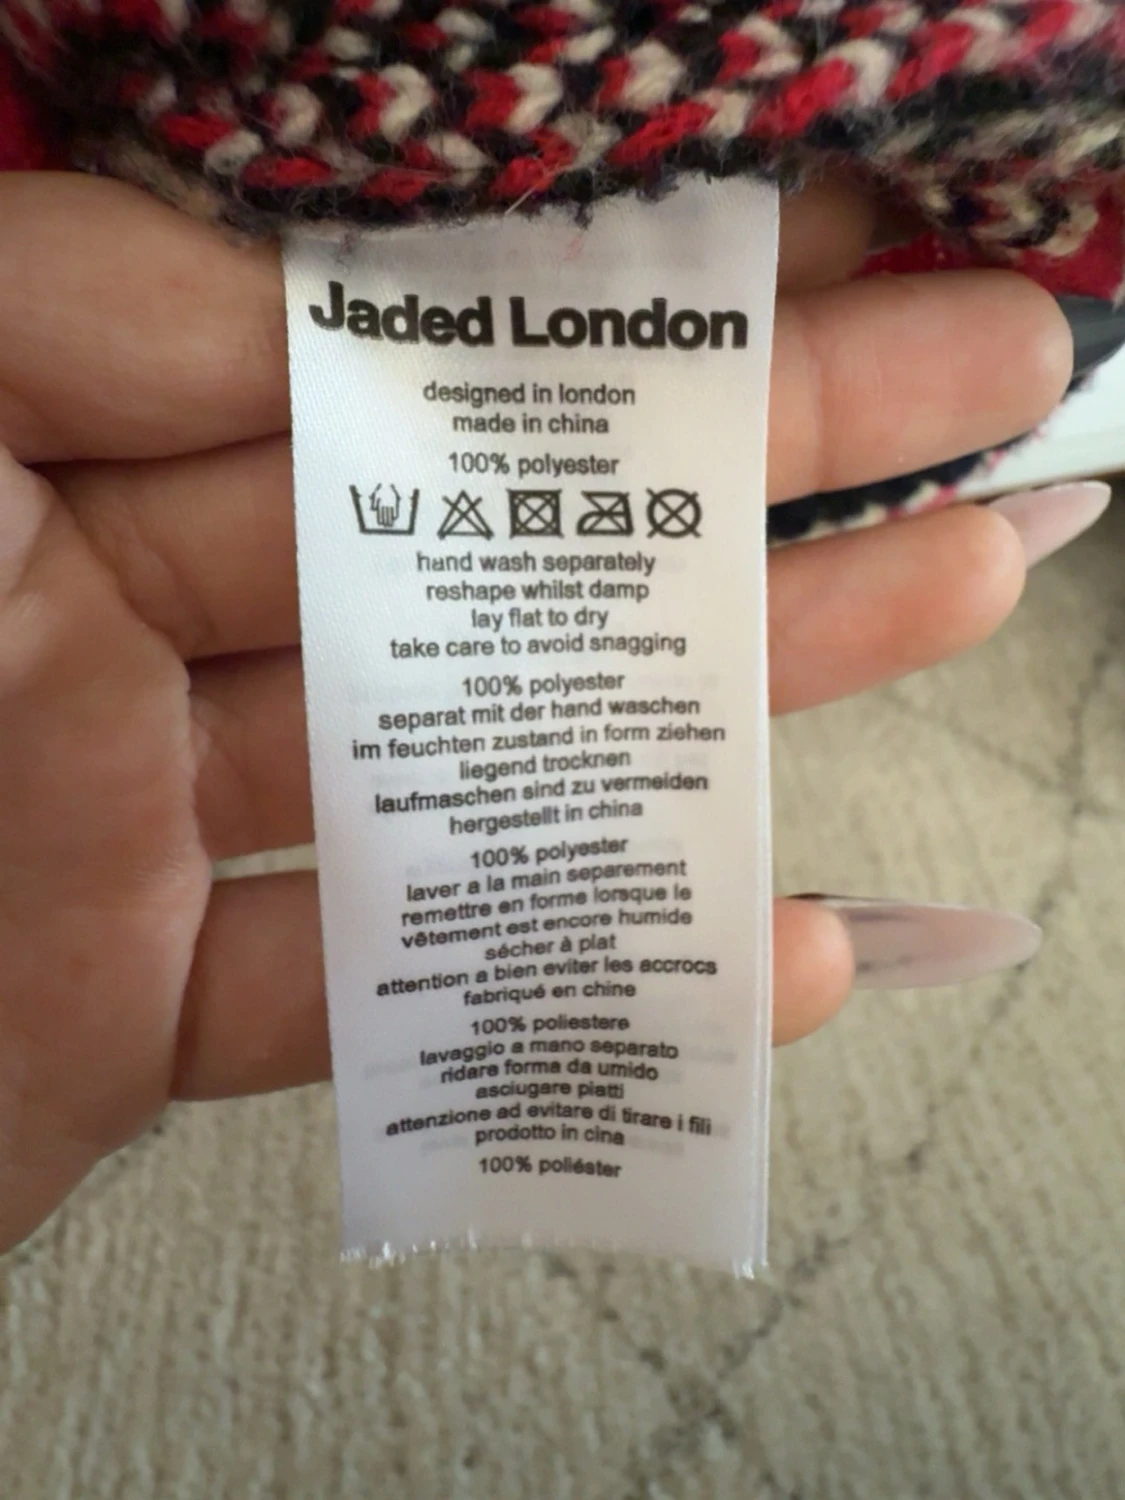 Jaded London
designed in london
made in china
100% polyester
hand wash separately
reshape whilst damp
lay flat to dry
take care to avoid snagging
100% polyester
separat mit der hand waschen
im feuchten zustand in form ziehen
liegend trocknen
laufmaschen sind zu vermeiden
hergestellt in china
100% polyester
laver a la main separement
remettre en forme lorsque le
vêtement est encore humide
sécher à plat
attention a bien eviter les accrocs
fabriqué en chine
100% poliestere
lavaggio a mano separato
ridare forma da umido
asciugare piatti
attenzione ad evitare di tirare i fili
prodotto in cina
100% poliéster